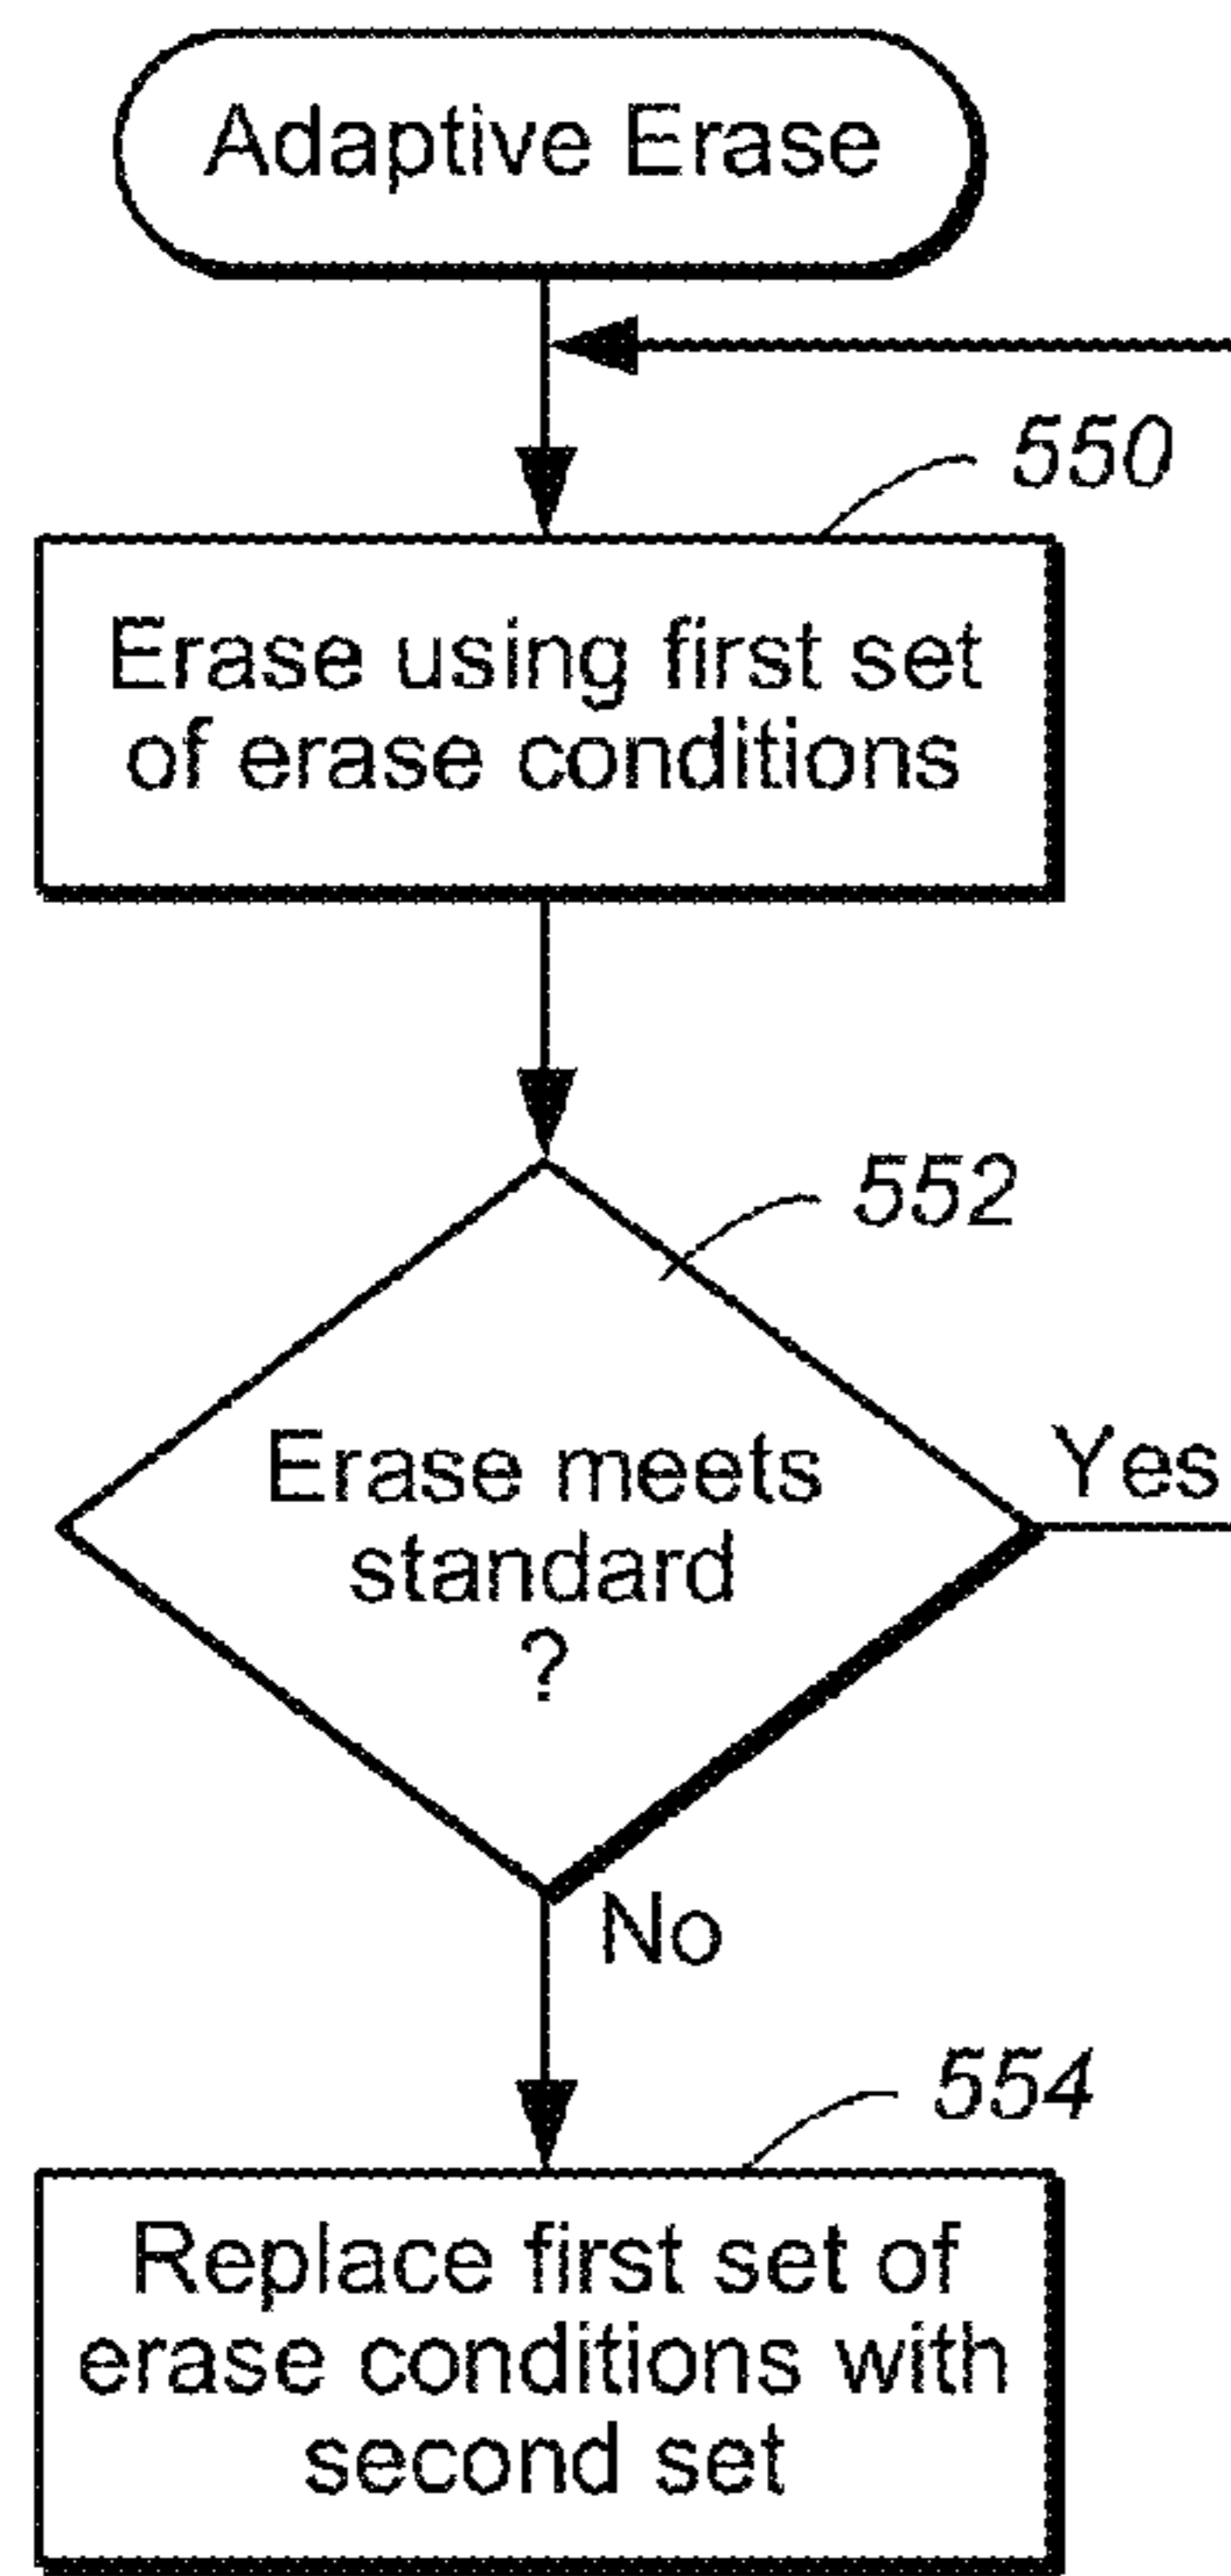 Adaptive Erase
550
Erase using first set
of erase conditions
552
Erase meets
standard
?
Yes
No
554
Replace first set of
erase conditions with
second set